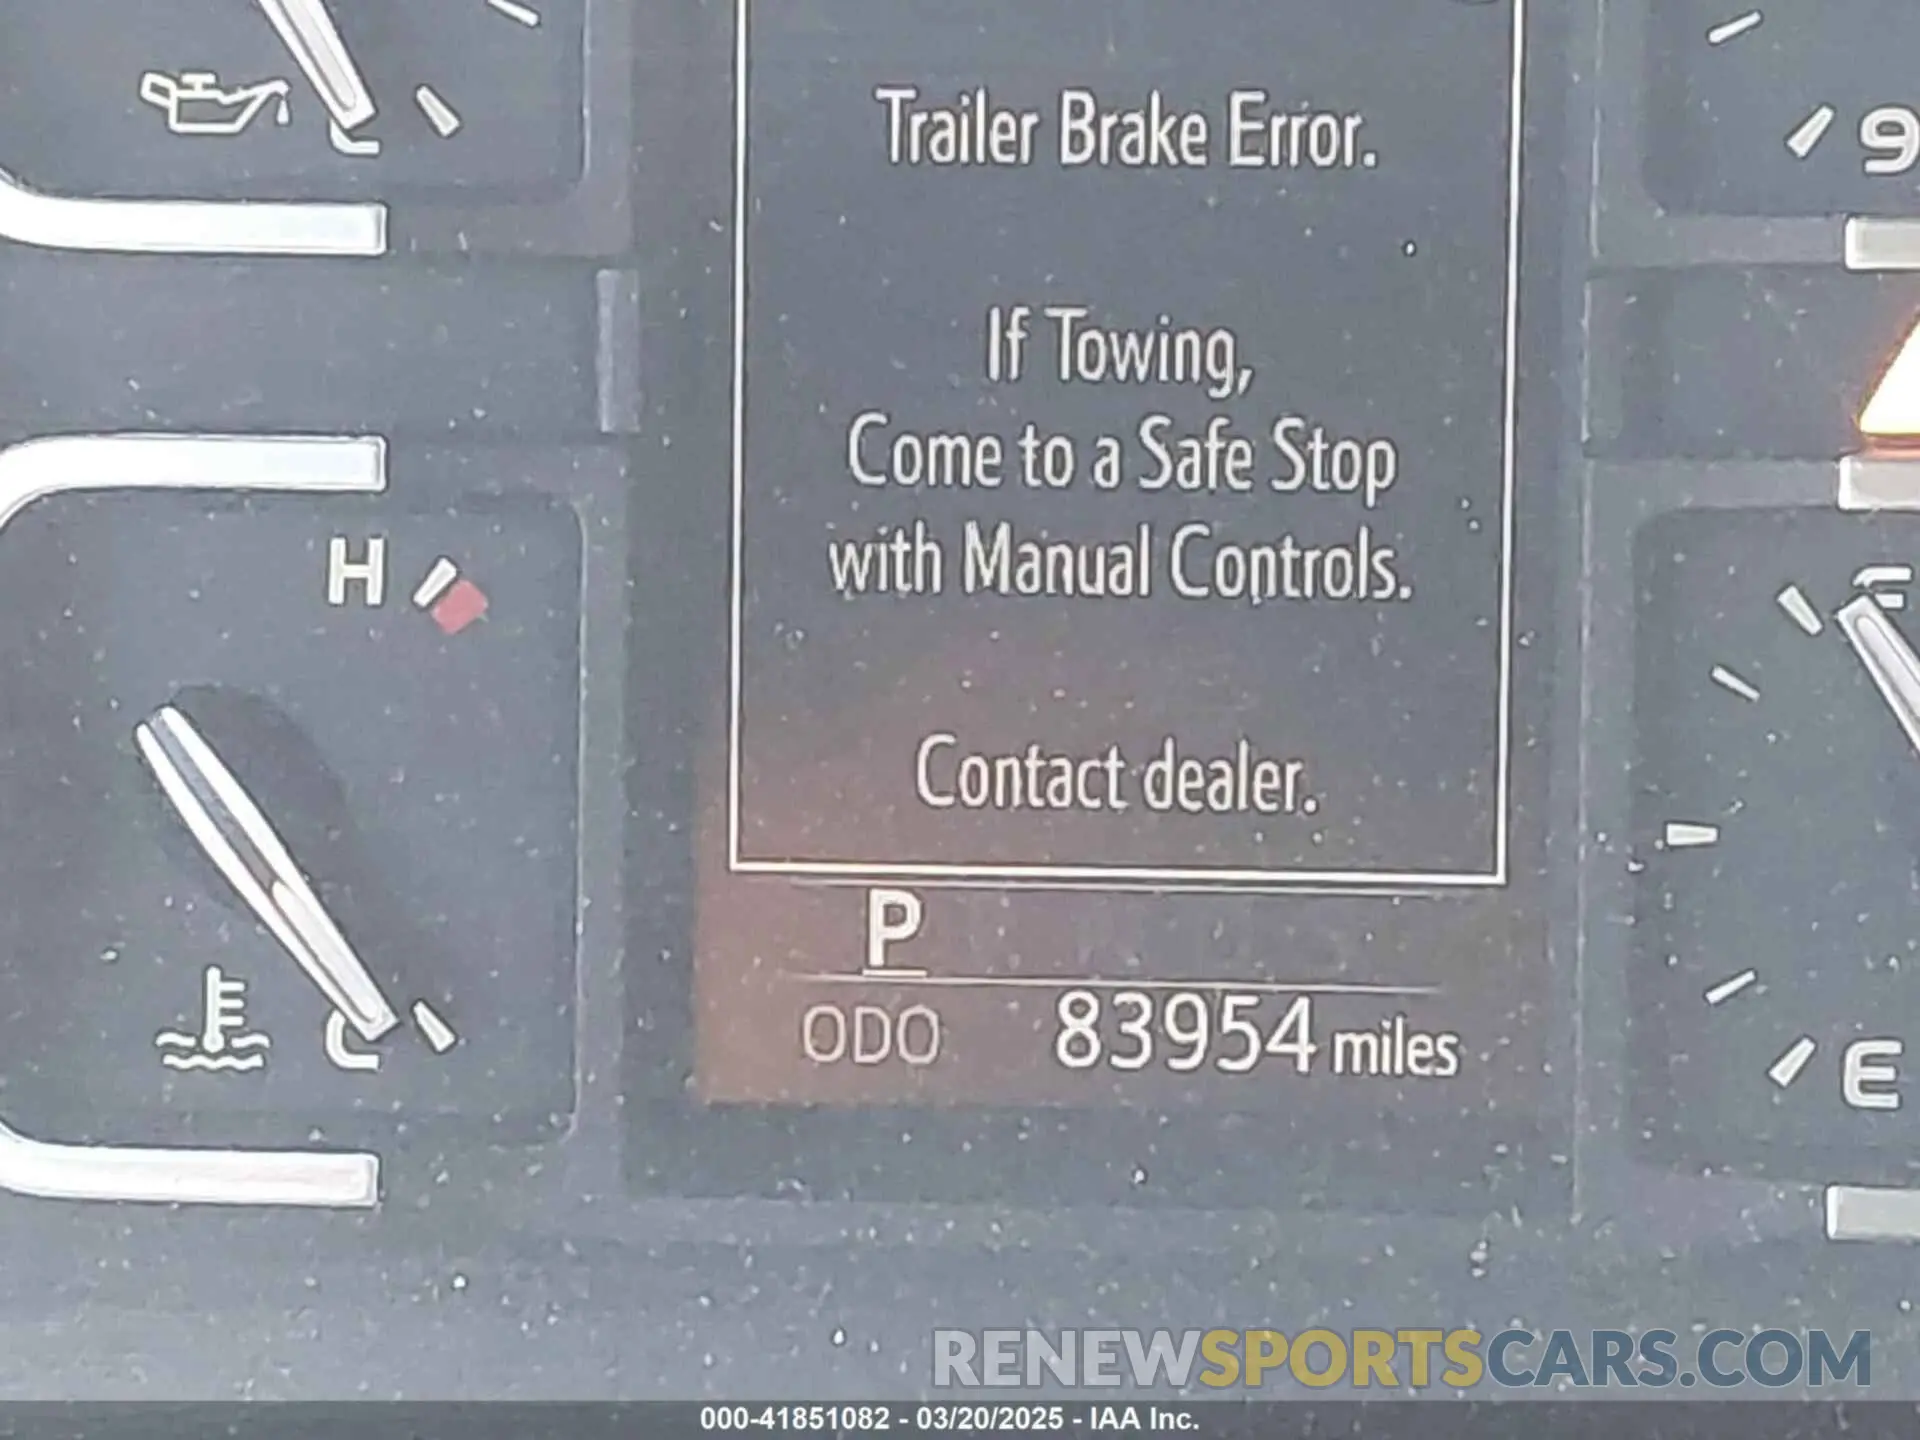 Trailer Brake Error.
9
If Towing,
Come to a Safe Stop
with Manual Controls.
H
Contact dealer.
P
C
ODO 83954 miles
E
RENEWSPORTSCARS.COM
000-41851082 - 03/20/2025 - IAA Inc.